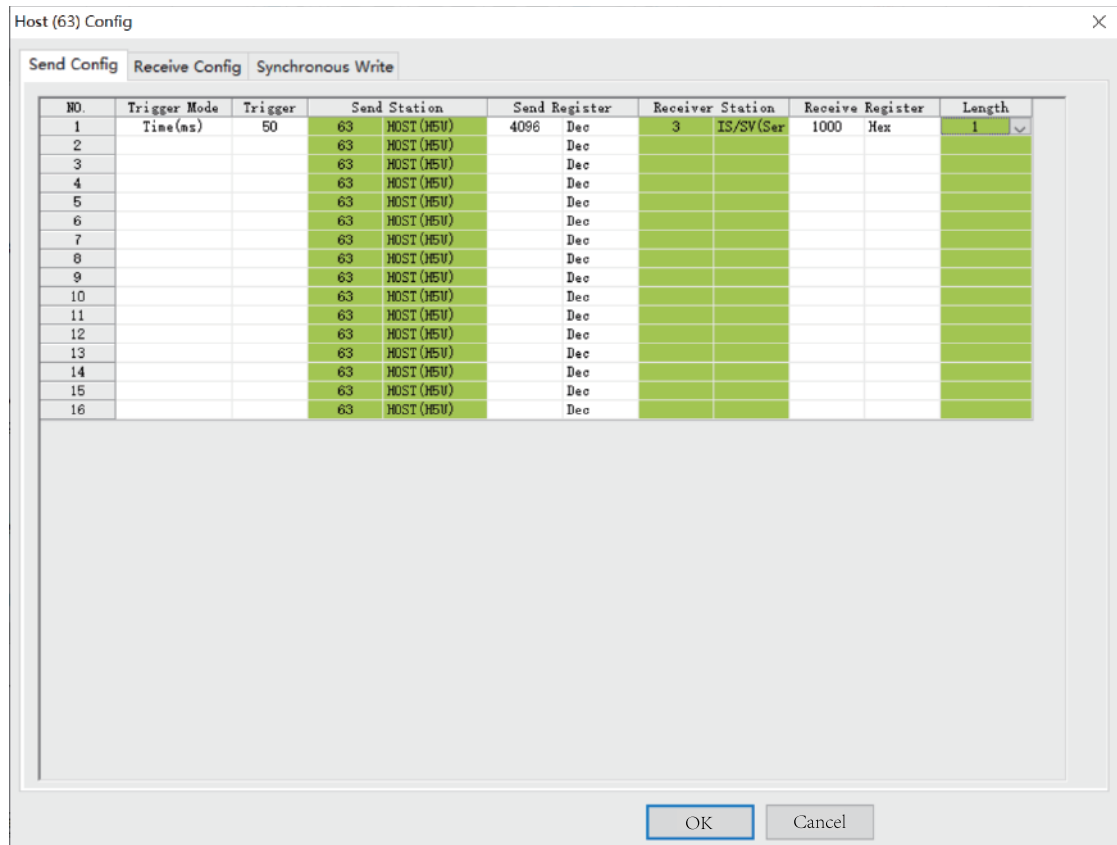 Host (63) Config
Send Config Receive Config Synchronous Write
NO. Trigger Mode Trigger Send Station Send Register Receiver Station Receive Register Length
1 Time(ms) 50 63 HOST(H5U) 4096 Dec 3 IS/SV(Ser 1000 Hex 1
2 63 HOST(H5U) Dec
3 63 HOST(H5U) Dec
4 63 HOST(H5U) Dec
5 63 HOST(H5U) Dec
6 63 HOST(H5U) Dec
7 63 HOST(H5U) Dec
8 63 HOST(H5U) Dec
9 63 HOST(H5U) Dec
10 63 HOST(H5U) Dec
11 63 HOST(H5U) Dec
12 63 HOST(H5U) Dec
13 63 HOST(H5U) Dec
14 63 HOST(H5U) Dec
15 63 HOST(H5U) Dec
16 63 HOST(H5U) Dec
OK Cancel